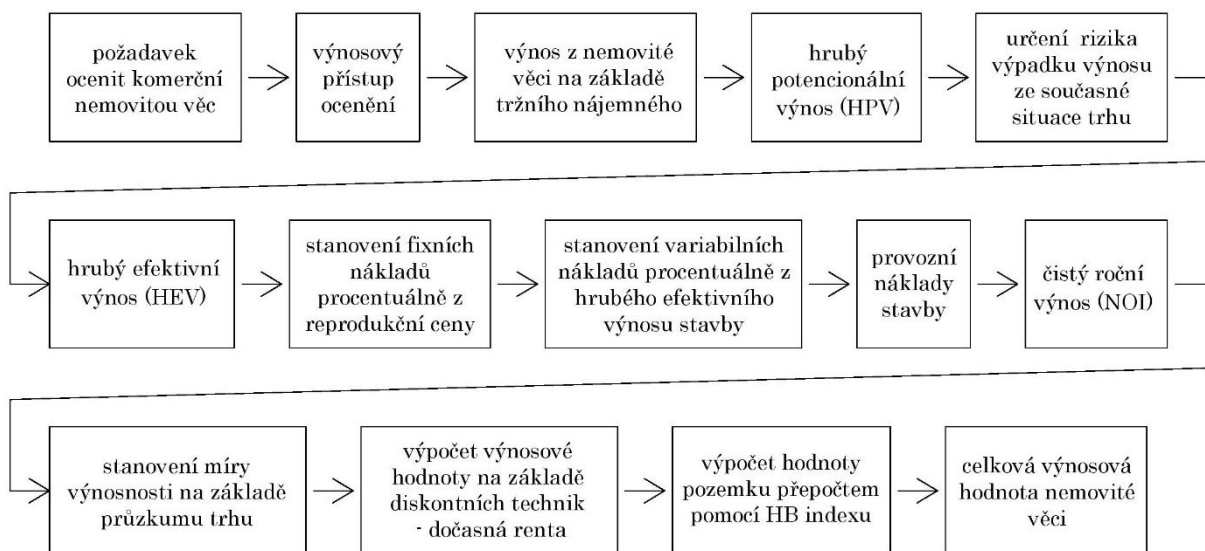 požadavek
ocenit komerční
nemovitou věc
výnosový
přístup
ocenění
výnos z nemovité
věci na základě
tržního nájemného
hrubý
potencionální
výnos (HPV)
určení rizika
výpadku výnosu
ze současné
situace trhu
hrubý efektivní
výnos (HEV)
stanovení fixních
nákladů
procentuálně z
reprodukční ceny
stanovení variabilních
nákladů procentuálně z
hrubého efektivního
výnosu stavby
provozní
náklady
stavby
čistý roční
výnos (NOI)
stanovení míry
výnosnosti na základě
průzkumu trhu
výpočet výnosové
hodnoty na základě
diskontních technik
- dočasná renta
výpočet hodnoty
pozemku přepočtem
pomocí HB indexu
celková výnosová
hodnota nemovité
věci